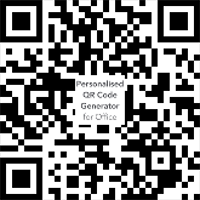 Personalised
QR Code
Generator
for Office